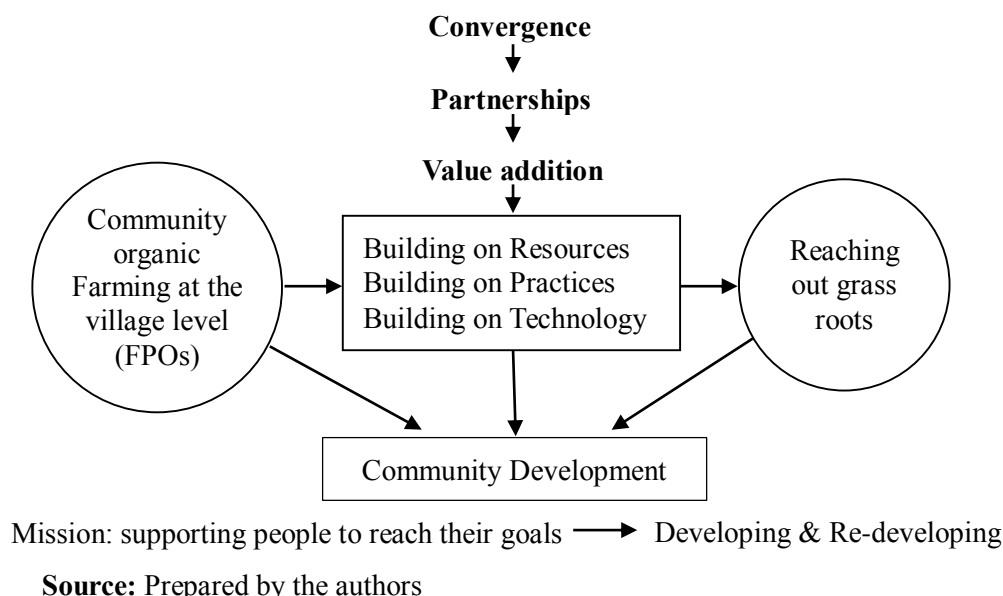 Convergence
Partnerships
Value addition
Community
organic
Farming at the
village level
(FPOs)
Building on Resources
Building on Practices
Building on Technology
Reaching
out grass
roots
Community Development
Mission: supporting people to reach their goals Developing & Re-developing
Source: Prepared by the authors